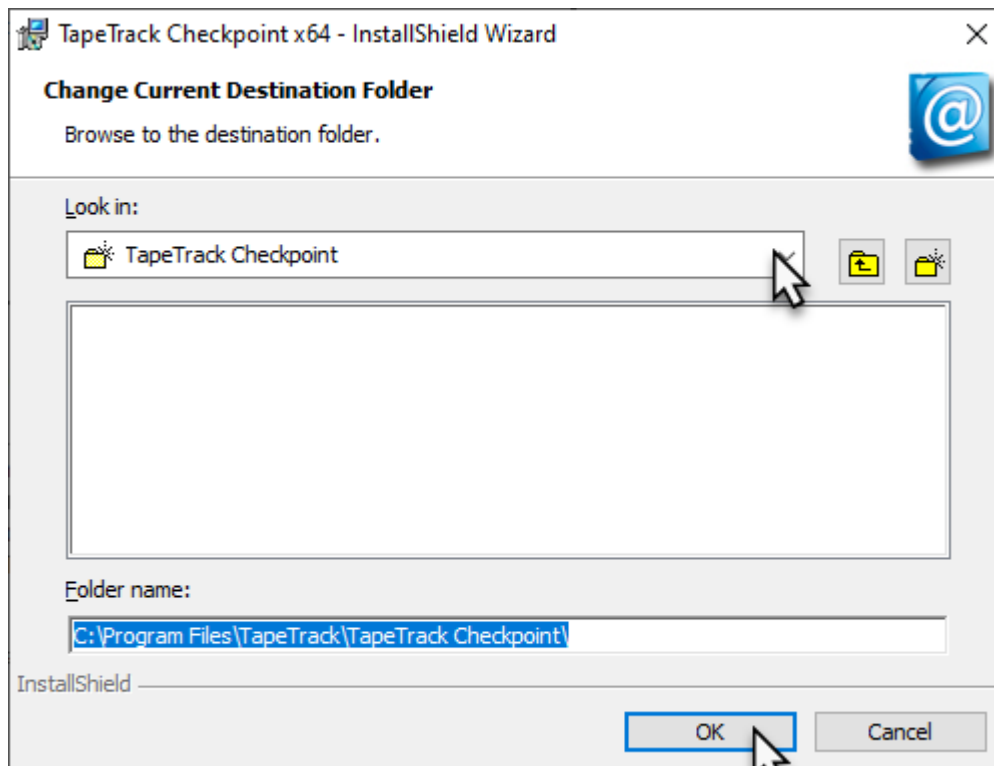 TapeTrack Checkpoint x64 - InstallShield Wizard
Change Current Destination Folder
Browse to the destination folder.
Look in:
TapeTrack Checkpoint
Folder name:
C:\Program Files\TapeTrack\TapeTrack Checkpoint\
InstallShield
OK
Cancel